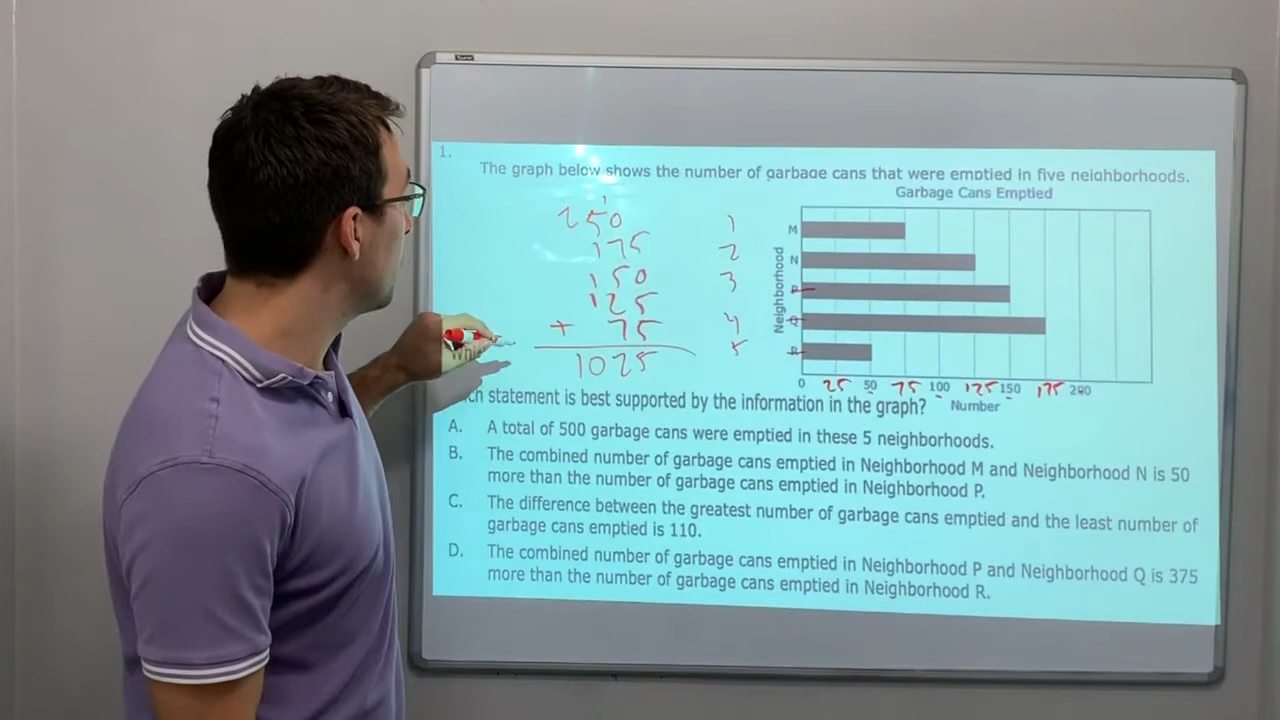 1.
The graph below shows the number of garbage cans that were emptied in five neighborhoods.
Garbage Cans Emptied
1
250 1
175 2
150 3
125 4
+ 75 5
1025
Neighborhood
M
N
P
Q
R
0 25 50 75 100 125 150 175 200
Number
Which statement is best supported by the information in the graph?
A. A total of 500 garbage cans were emptied in these 5 neighborhoods.
B. The combined number of garbage cans emptied in Neighborhood M and Neighborhood N is 50
more than the number of garbage cans emptied in Neighborhood P.
C. The difference between the greatest number of garbage cans emptied and the least number of
garbage cans emptied is 110.
D. The combined number of garbage cans emptied in Neighborhood P and Neighborhood Q is 375
more than the number of garbage cans emptied in Neighborhood R.